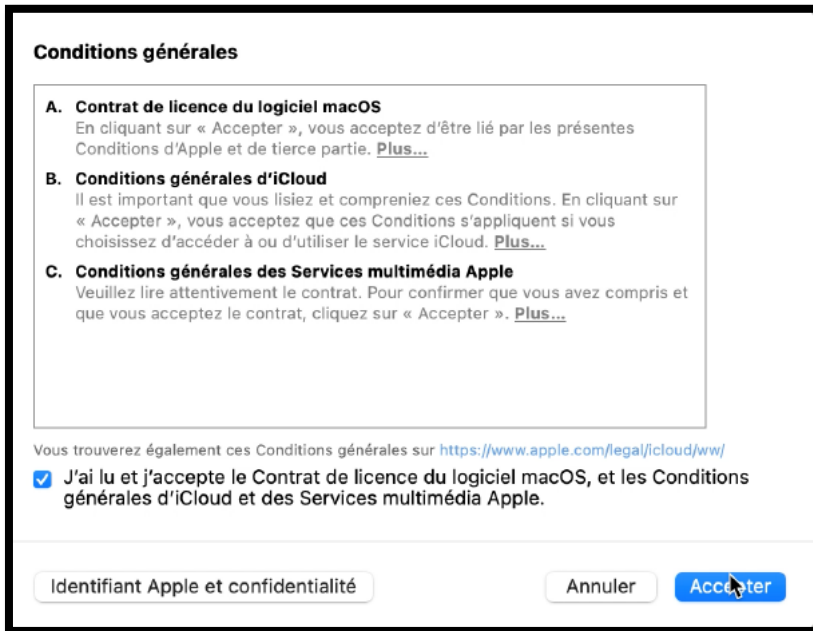 Conditions générales
A. Contrat de licence du logiciel macOS
En cliquant sur « Accepter », vous acceptez d'être lié par les présentes
Conditions d'Apple et de tierce partie. Plus...
B. Conditions générales d'iCloud
Il est important que vous lisiez et compreniez ces Conditions. En cliquant sur
« Accepter », vous acceptez que ces Conditions s'appliquent si vous
choisissez d'accéder à ou d'utiliser le service iCloud. Plus...
C. Conditions générales des Services multimédia Apple
Veuillez lire attentivement le contrat. Pour confirmer que vous avez compris et
que vous acceptez le contrat, cliquez sur « Accepter ». Plus...
Vous trouverez également ces Conditions générales sur https://www.apple.com/legal/icloud/ww/
J'ai lu et j'accepte le Contrat de licence du logiciel macOS, et les Conditions
générales d'iCloud et des Services multimédia Apple.
Identifiant Apple et confidentialité
Annuler
Accepter